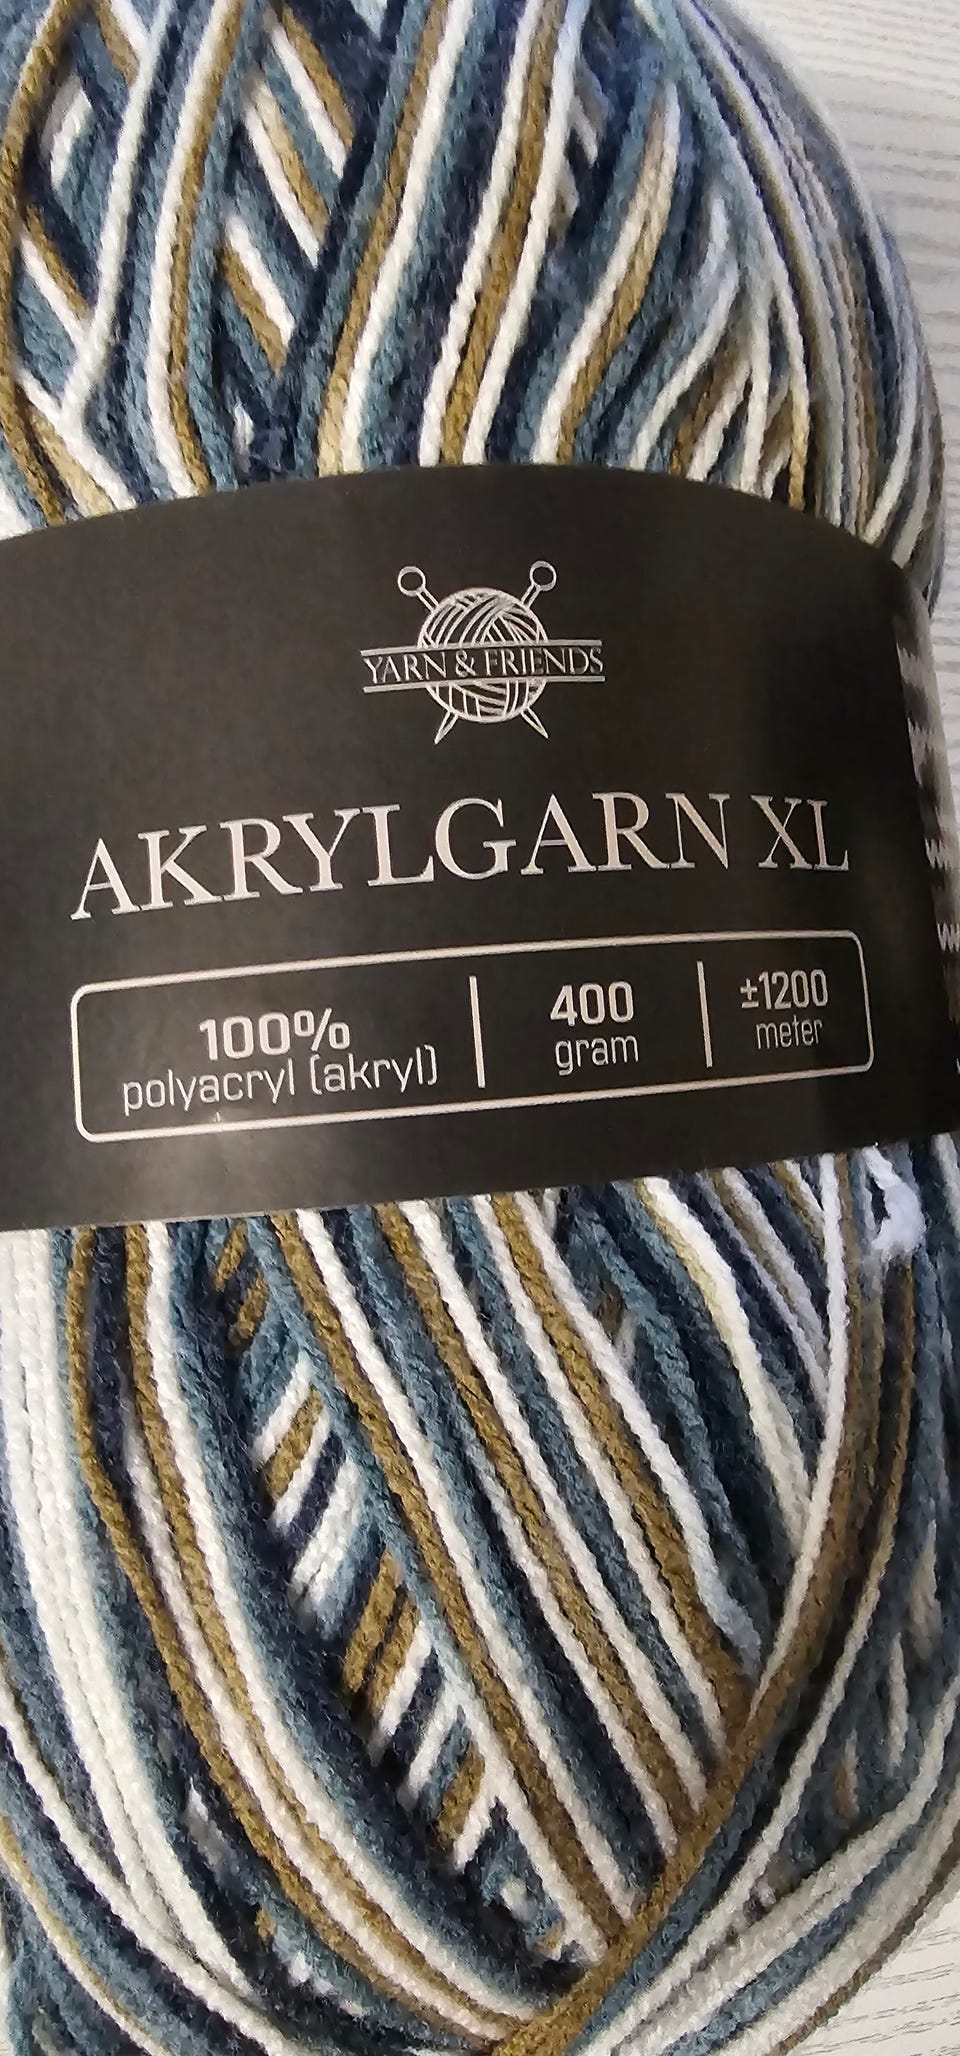 YARN & FRIENDS
AKRYLGARN XL
100%
polyacryl (akryl)
400
gram
±1200
meter